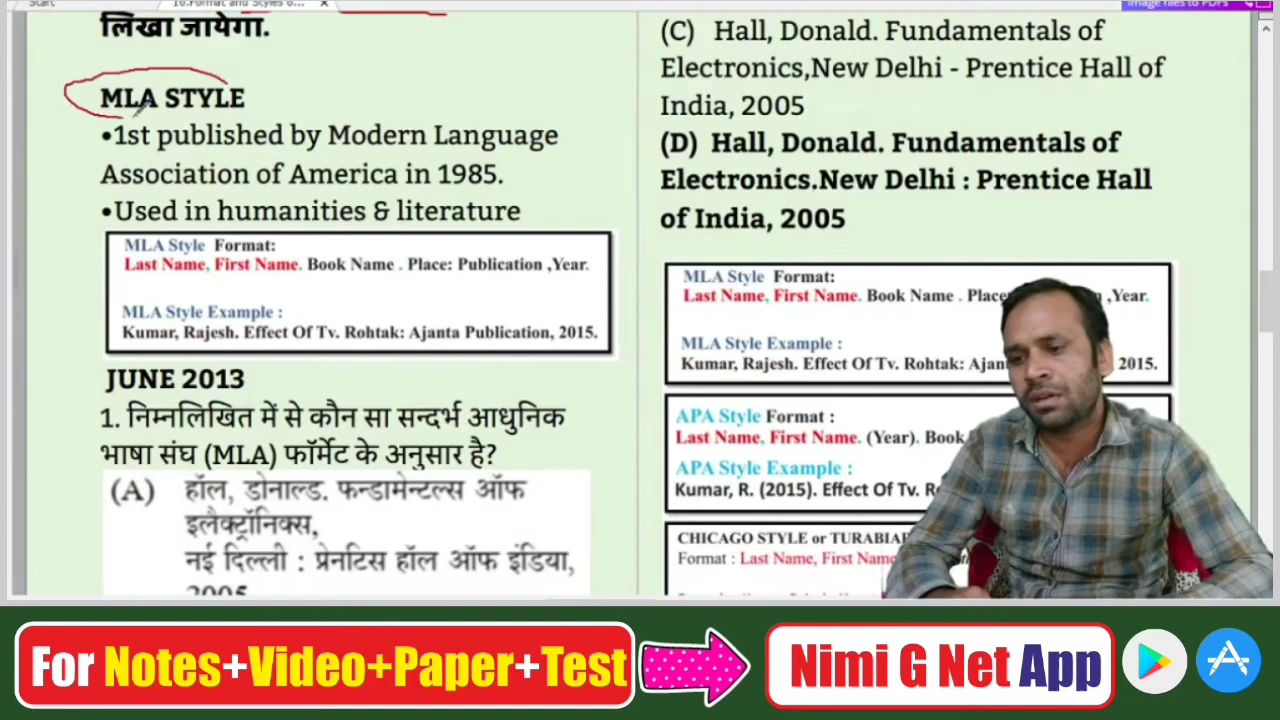 Start
Image files to PDFs
लिखा जायेगा.
MLA STYLE
•1st published by Modern Language
Association of America in 1985.
•Used in humanities & literature
MLA Style Format:
Last Name, First Name. Book Name . Place: Publication ,Year.
MLA Style Example :
Kumar, Rajesh. Effect Of Tv. Rohtak: Ajanta Publication, 2015.
JUNE 2013
1. निम्नलिखित में से कौन सा सन्दर्भ आधुनिक
भाषा संघ (MLA) फॉर्मेट के अनुसार है?
(A) हॉल, डोनाल्ड. फन्डामेन्टल्स ऑफ
इलैक्ट्रॉनिक्स,
नई दिल्ली : प्रेनटिस हॉल ऑफ इंडिया,
2005
(C) Hall, Donald. Fundamentals of
Electronics,New Delhi - Prentice Hall of
India, 2005
(D) Hall, Donald. Fundamentals of
Electronics.New Delhi : Prentice Hall
of India, 2005
MLA Style Format:
Last Name, First Name. Book Name . Place ,Year.
MLA Style Example :
Kumar, Rajesh. Effect Of Tv. Rohtak: Ajan 2015.
APA Style Format :
Last Name, First Name. (Year). Book
APA Style Example :
Kumar, R. (2015). Effect Of Tv. R
CHICAGO STYLE or TURABIA
Format : Last Name, First Name
For Notes+Video+Paper+Test
Nimi G Net App